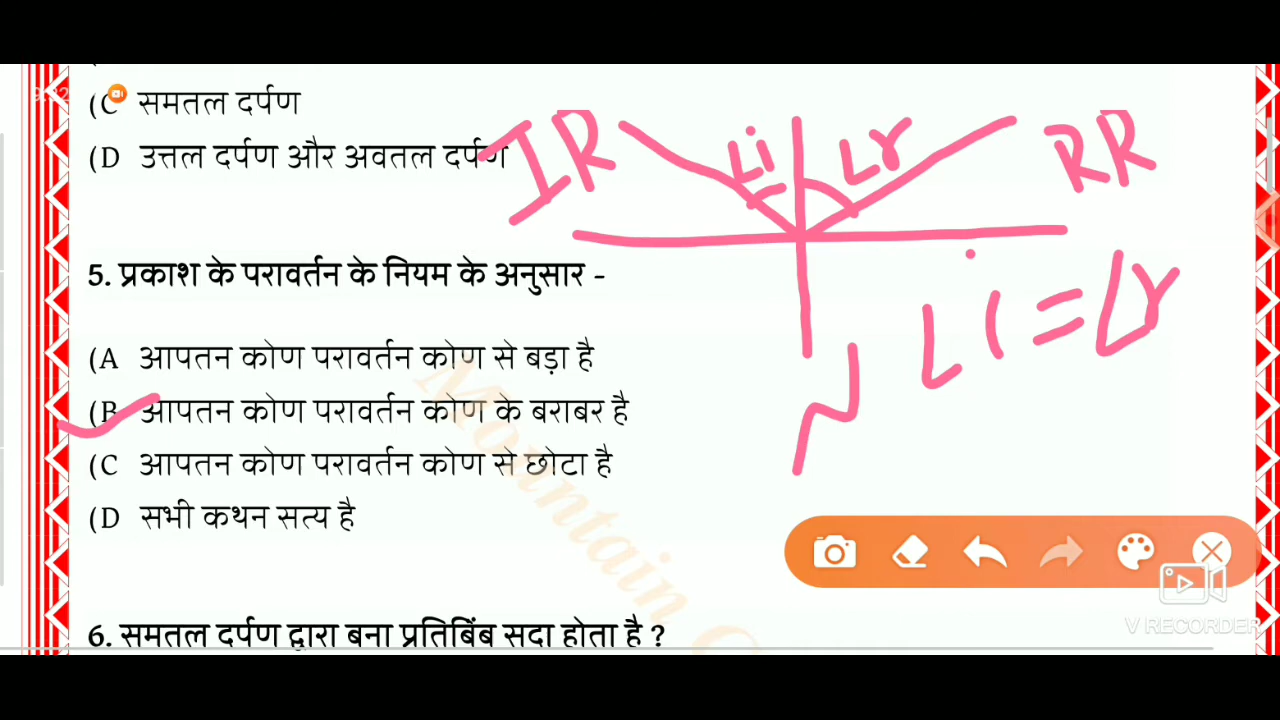 (C समतल दर्पण
(D उत्तल दर्पण और अवतल दर्पण
IR Li Lr RR
5. प्रकाश के परावर्तन के नियम के अनुसार -
Li = Lr
(A आपतन कोण परावर्तन कोण से बड़ा है
(B आपतन कोण परावर्तन कोण के बराबर है
N
(C आपतन कोण परावर्तन कोण से छोटा है
(D सभी कथन सत्य है
Mountain
V RECORDER
6. समतल दर्पण द्वारा बना प्रतिबिंब सदा होता है ?